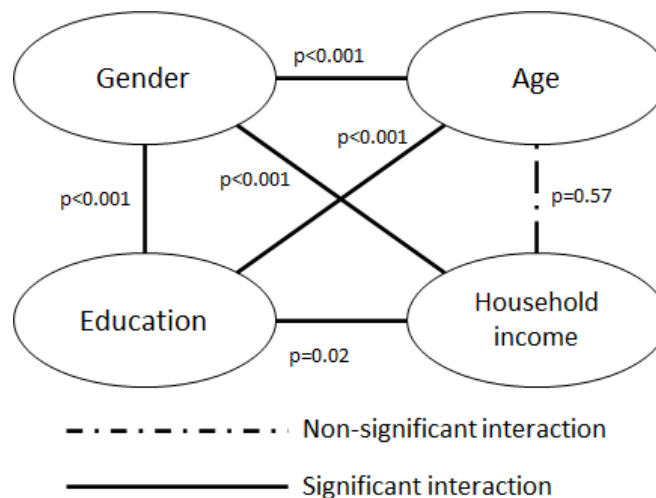 p<0.001
Gender
Age
p<0.001
p<0.001
p<0.001
p=0.57
Education
Household
income
p=0.02
Non-significant interaction
Significant interaction